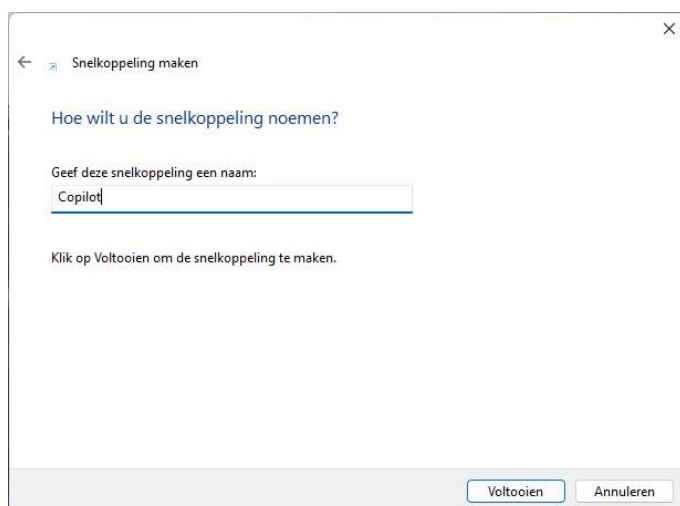 Snelkoppeling maken
Hoe wilt u de snelkoppeling noemen?
Geef deze snelkoppeling een naam:
Copilot
Klik op Voltooien om de snelkoppeling te maken.
Voltooien Annuleren